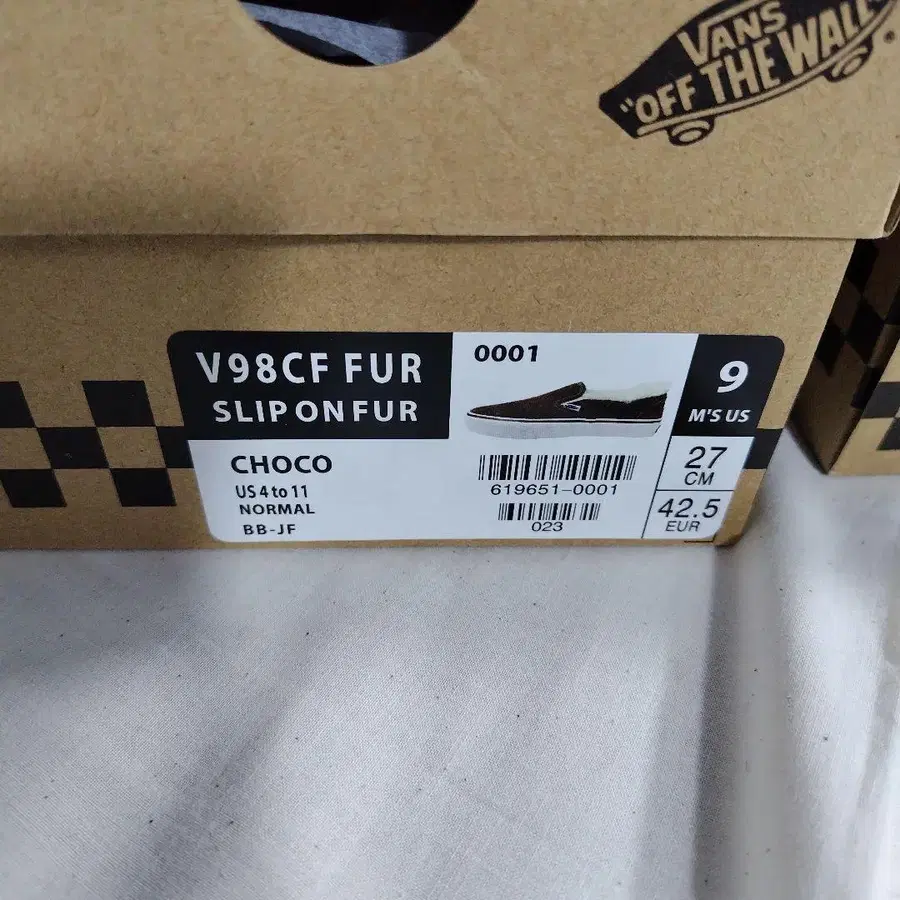 VANS
"OFF THE WALL"
V98CF FUR
SLIP ON FUR
0001
9
M'S US
CHOCO
US 4 to 11
NORMAL
BB-JF
619651-0001
023
27
CM
42.5
EUR